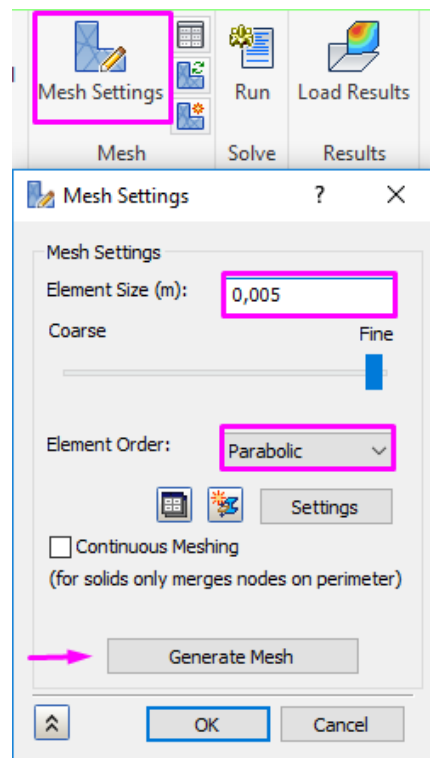 Mesh Settings
Run
Load Results
Mesh
Solve
Results
Mesh Settings
?
Mesh Settings
Element Size (m):
0,005
Coarse
Fine
Element Order:
Parabolic
Settings
Continuous Meshing
(for solids only merges nodes on perimeter)
Generate Mesh
OK
Cancel